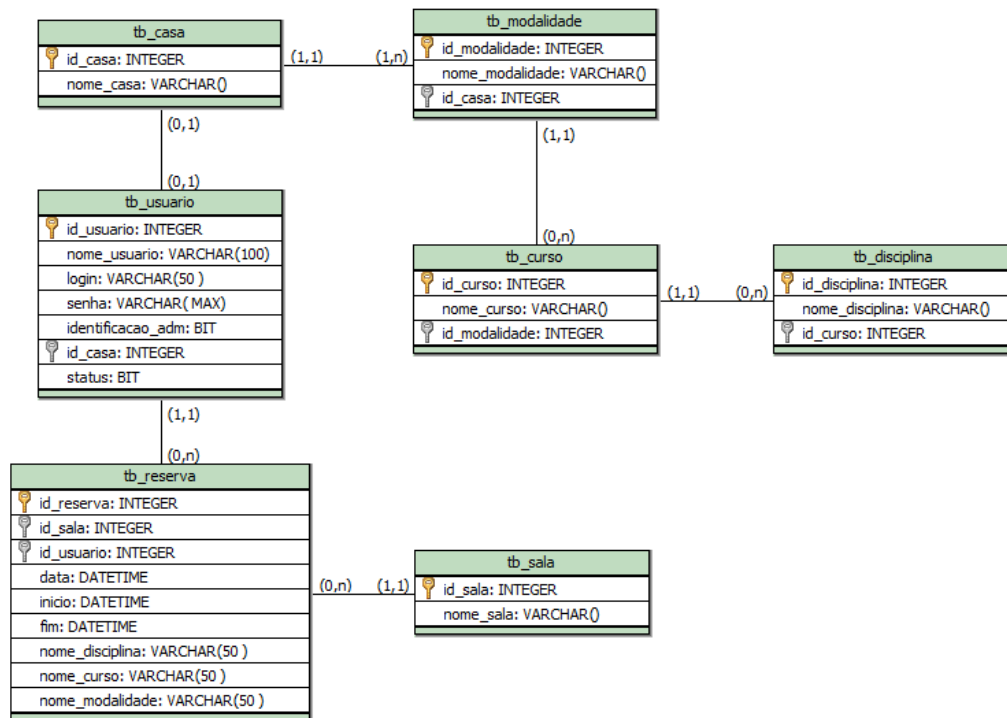 tb_casa
id_casa: INTEGER
nome_casa: VARCHAR()
(1,1)
(1,n)
tb_modalidade
id_modalidade: INTEGER
nome_modalidade: VARCHAR()
id_casa: INTEGER
(0,1)
(0,1)
(1,1)
(0,n)
tb_usuario
id_usuario: INTEGER
nome_usuario: VARCHAR(100)
login: VARCHAR(50 )
senha: VARCHAR( MAX)
identificacao_adm: BIT
id_casa: INTEGER
status: BIT
tb_curso
id_curso: INTEGER
nome_curso: VARCHAR()
id_modalidade: INTEGER
(1,1)
(0,n)
tb_disciplina
id_disciplina: INTEGER
nome_disciplina: VARCHAR()
id_curso: INTEGER
(1,1)
(0,n)
tb_reserva
id_reserva: INTEGER
id_sala: INTEGER
id_usuario: INTEGER
data: DATETIME
inicio: DATETIME
fim: DATETIME
nome_disciplina: VARCHAR(50 )
nome_curso: VARCHAR(50 )
nome_modalidade: VARCHAR(50 )
(0,n)
(1,1)
tb_sala
id_sala: INTEGER
nome_sala: VARCHAR()